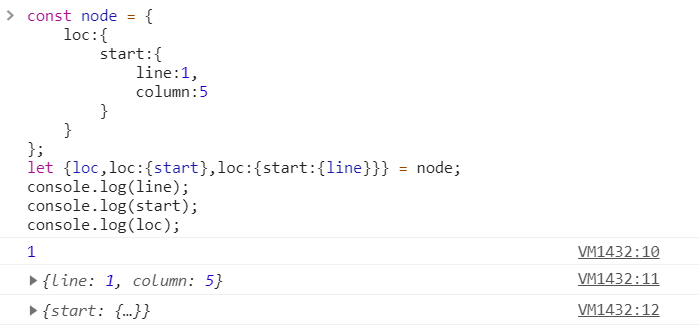 const node = {
    loc:{
        start:{
            line:1,
            column:5
        }
    }
};
let {loc,loc:{start},loc:{start:{line}}} = node;
console.log(line);
console.log(start);
console.log(loc);
1 VM1432:10
{line: 1, column: 5} VM1432:11
{start: {…}} VM1432:12